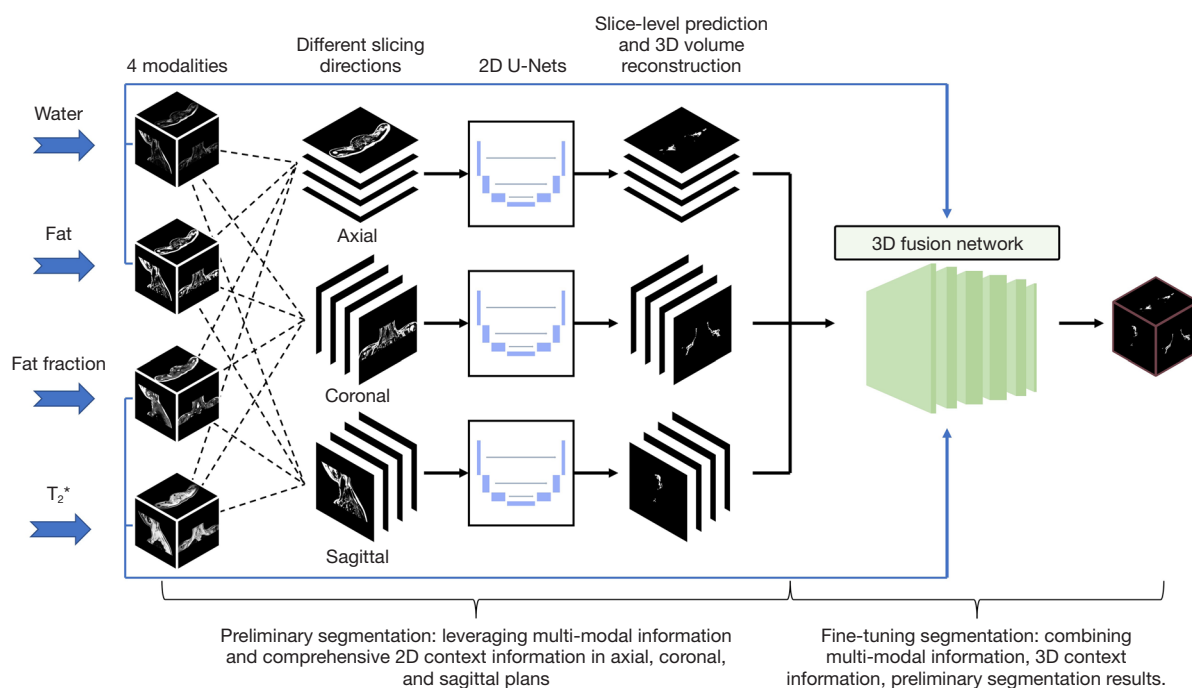 4 modalities
Different slicing
directions
2D U-Nets
Slice-level prediction
and 3D volume
reconstruction
Water
Fat
Fat fraction
T2*
Axial
Coronal
Sagittal
3D fusion network
Preliminary segmentation: leveraging multi-modal information
and comprehensive 2D context information in axial, coronal,
and sagittal plans
Fine-tuning segmentation: combining
multi-modal information, 3D context
information, preliminary segmentation results.